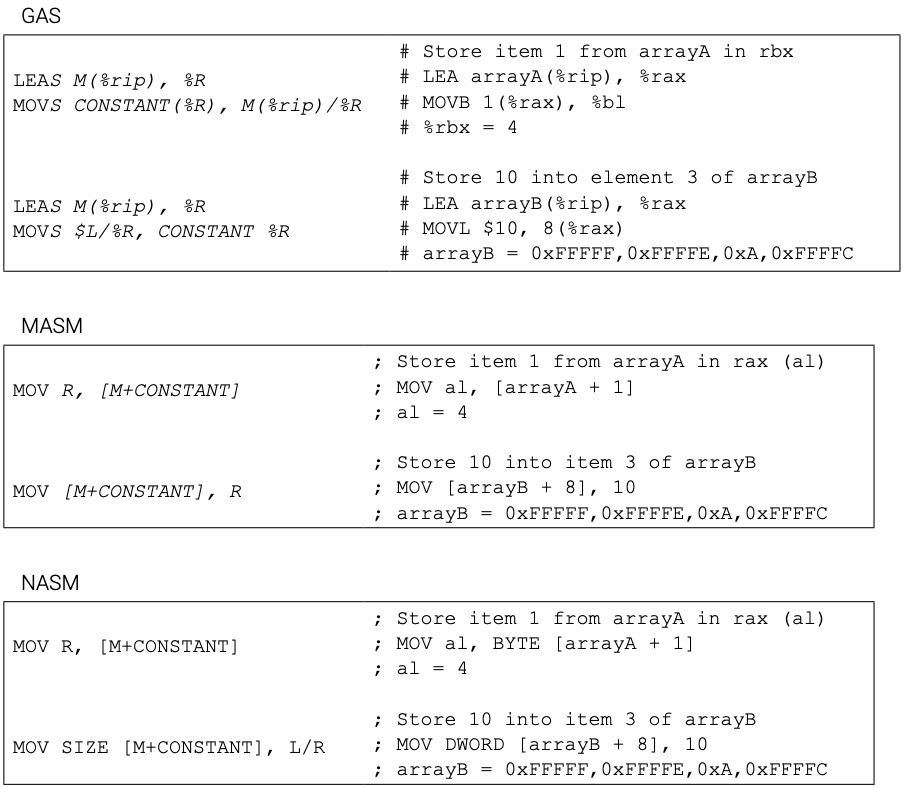 GAS
# Store item 1 from arrayA in rbx
LEAS M(%rip), %R # LEA arrayA(%rip), %rax
MOVS CONSTANT(%R), M(%rip)/%R # MOVB 1(%rax), %bl
# %rbx = 4
# Store 10 into element 3 of arrayB
LEAS M(%rip), %R # LEA arrayB(%rip), %rax
MOVS $L/%R, CONSTANT %R # MOVL $10, 8(%rax)
# arrayB = 0xFFFFF,0xFFFFE,0xA,0xFFFFC
MASM
; Store item 1 from arrayA in rax (al)
MOV R, [M+CONSTANT] ; MOV al, [arrayA + 1]
; al = 4
; Store 10 into item 3 of arrayB
MOV [M+CONSTANT], R ; MOV [arrayB + 8], 10
; arrayB = 0xFFFFF,0xFFFFE,0xA,0xFFFFC
NASM
; Store item 1 from arrayA in rax (al)
MOV R, [M+CONSTANT] ; MOV al, BYTE [arrayA + 1]
; al = 4
; Store 10 into item 3 of arrayB
MOV SIZE [M+CONSTANT], L/R ; MOV DWORD [arrayB + 8], 10
; arrayB = 0xFFFFF,0xFFFFE,0xA,0xFFFFC